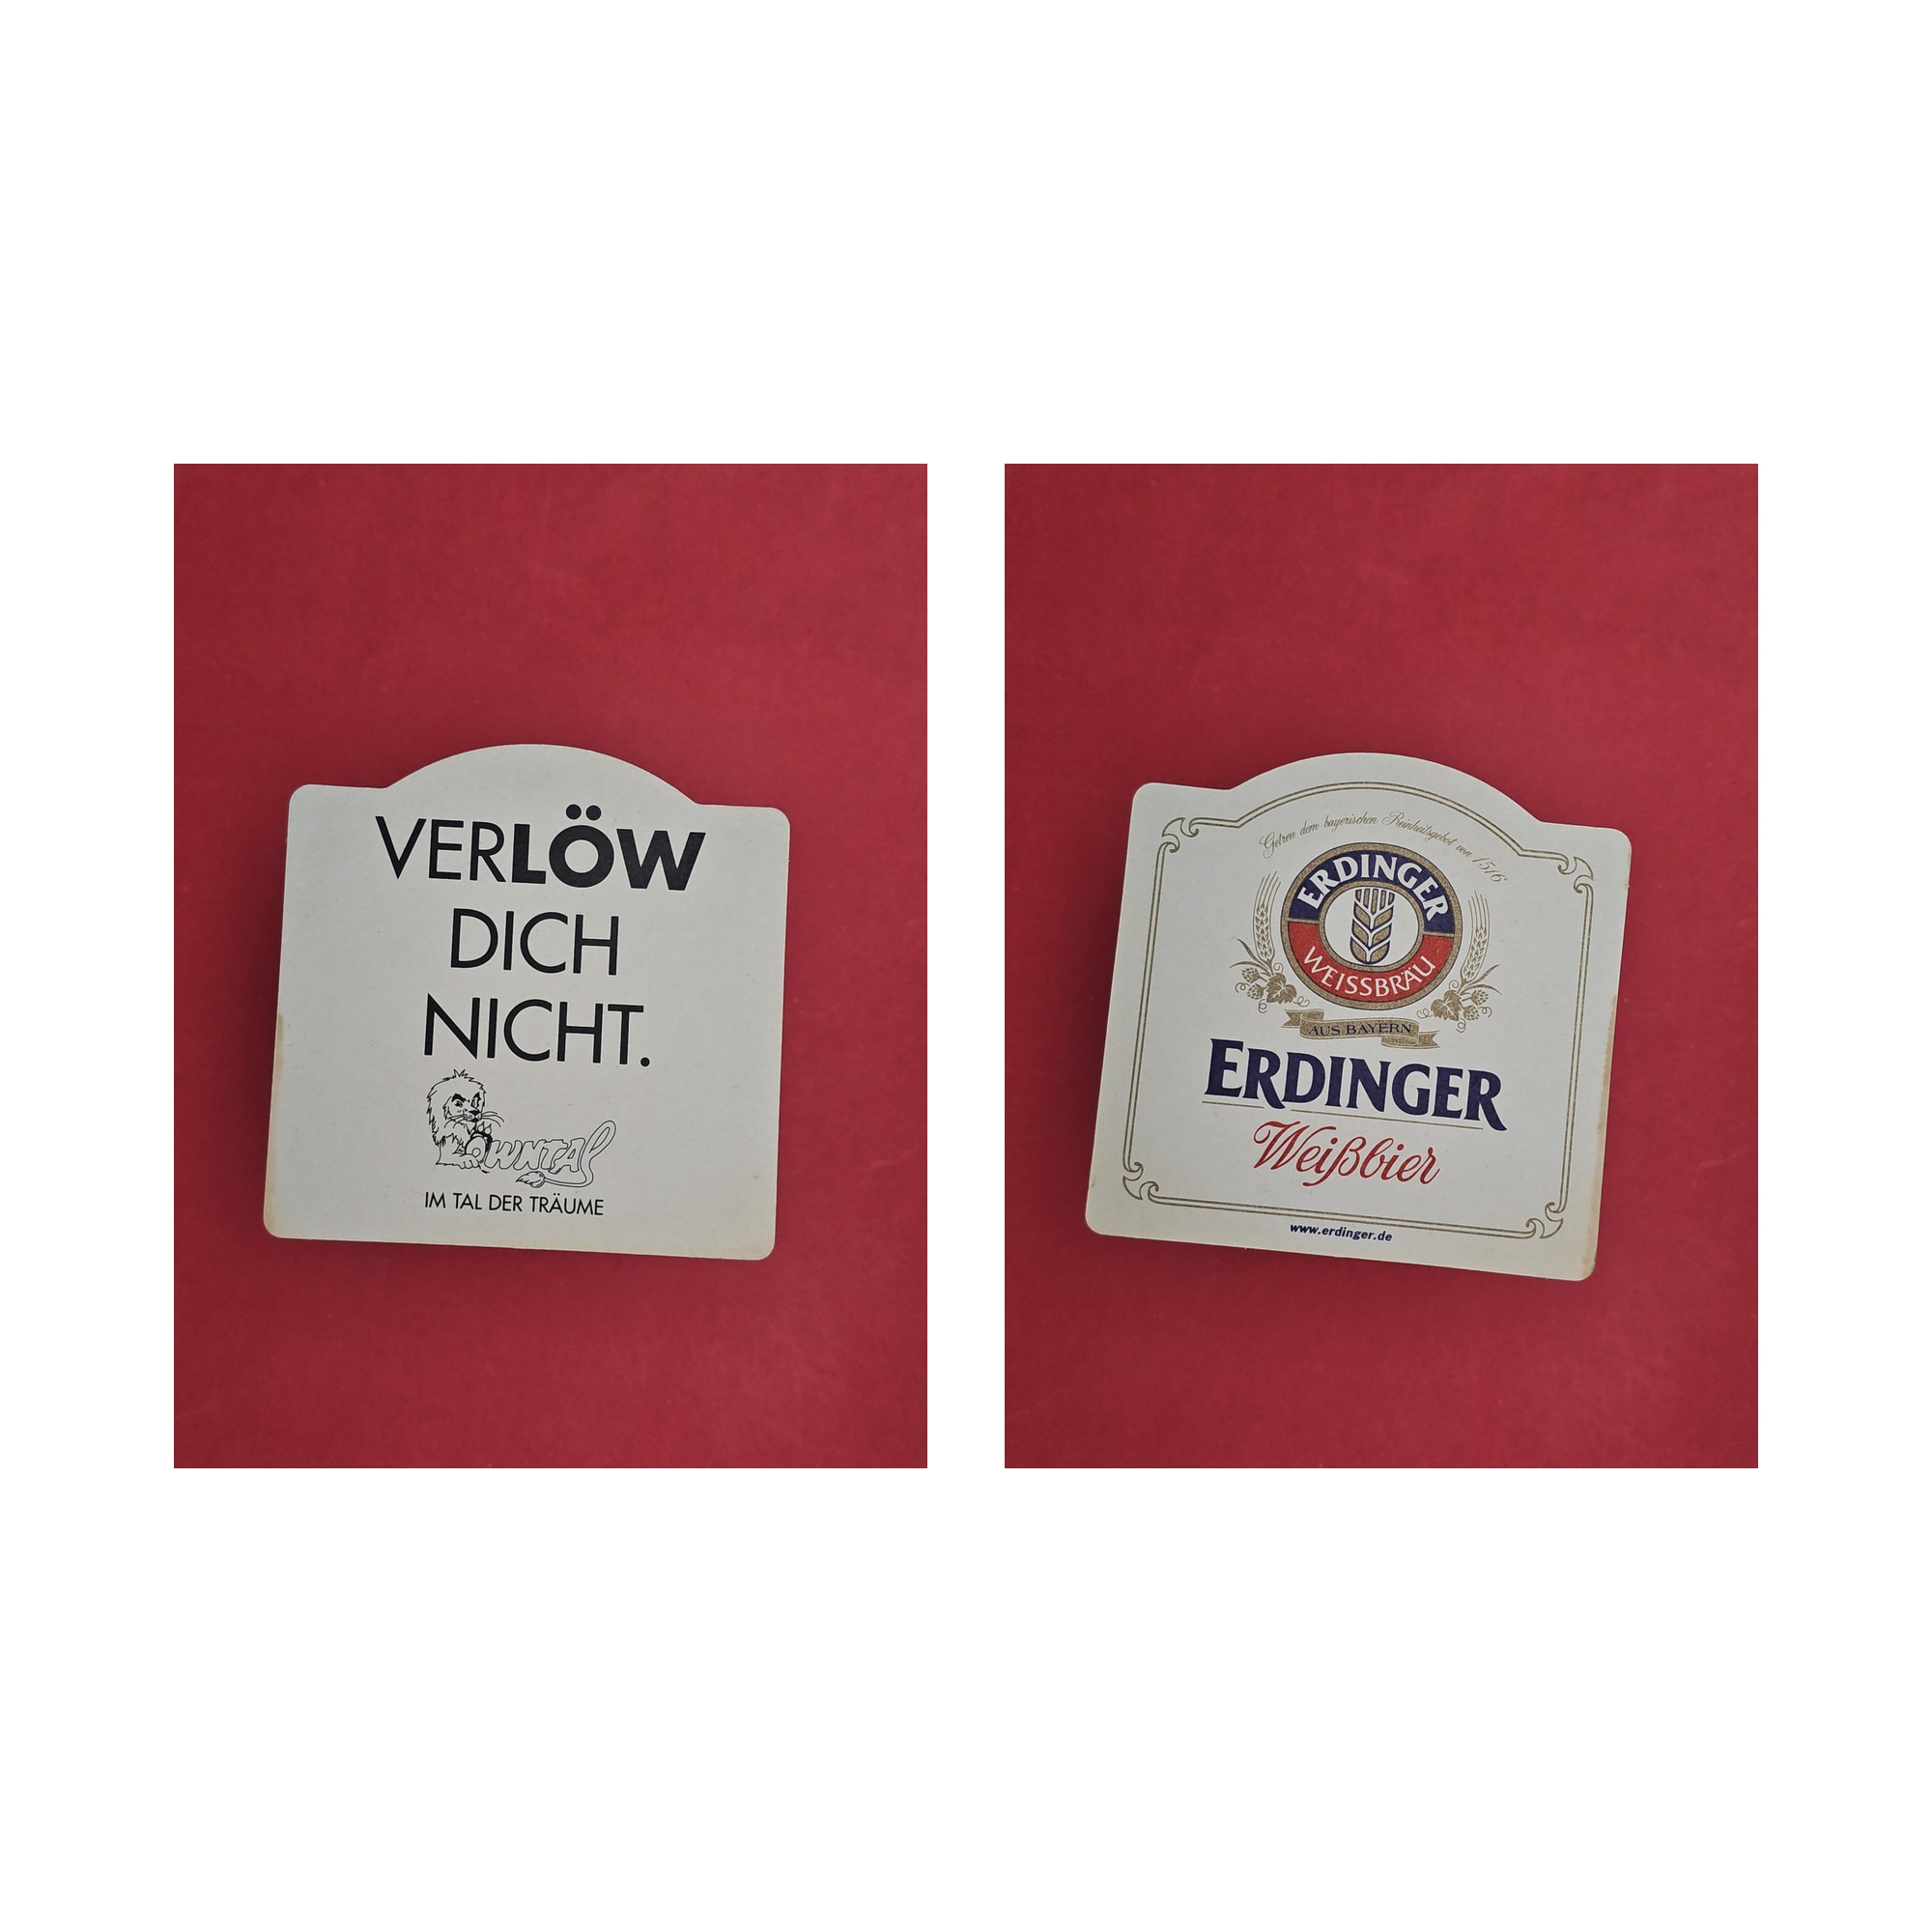 VERLÖW
DICH
NICHT.
LÖWNTAL
IM TAL DER TRÄUME
Getreu dem bayerischen Reinheitsgebot von 1516
ERDINGER
WEISSBRÄU
AUS BAYERN
ERDINGER
Weißbier
www.erdinger.de